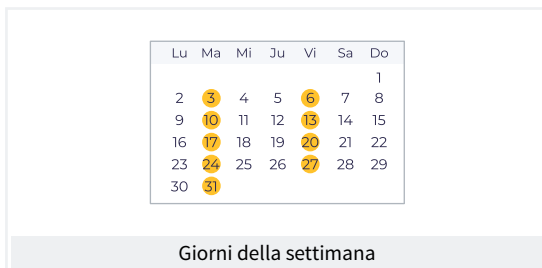 Lu Ma Mi Ju Vi Sa Do
1
2 3 4 5 6 7 8
9 10 11 12 13 14 15
16 17 18 19 20 21 22
23 24 25 26 27 28 29
30 31
Giorni della settimana